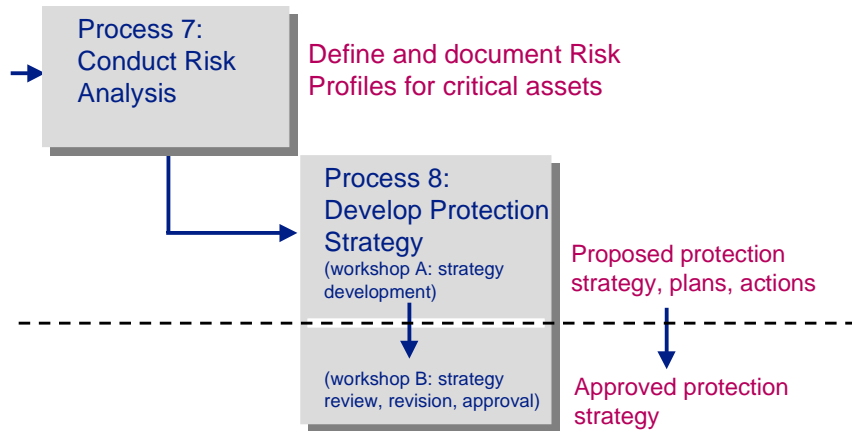 Process 7:
Conduct Risk
Analysis
Define and document Risk
Profiles for critical assets
Process 8:
Develop Protection
Strategy
(workshop A: strategy
development)
Proposed protection
strategy, plans, actions
(workshop B: strategy
review, revision, approval)
Approved protection
strategy